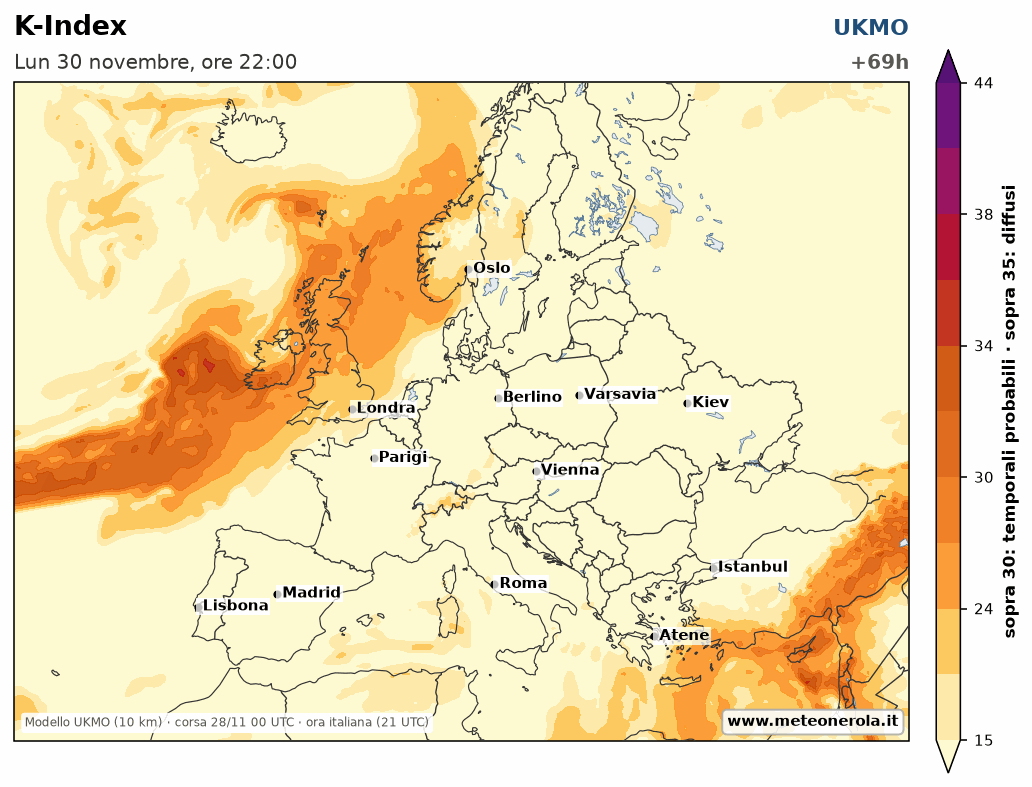 K-Index
UKMO
Lun 30 novembre, ore 22:00
+69h
44
38
34
30
24
15
sopra 30: temporali probabili · sopra 35: diffusi
Oslo
Londra
Berlino
Varsavia
Kiev
Parigi
Vienna
Istanbul
Roma
Madrid
Lisbona
Atene
Modello UKMO (10 km) · corsa 28/11 00 UTC · ora italiana (21 UTC)
www.meteonerola.it